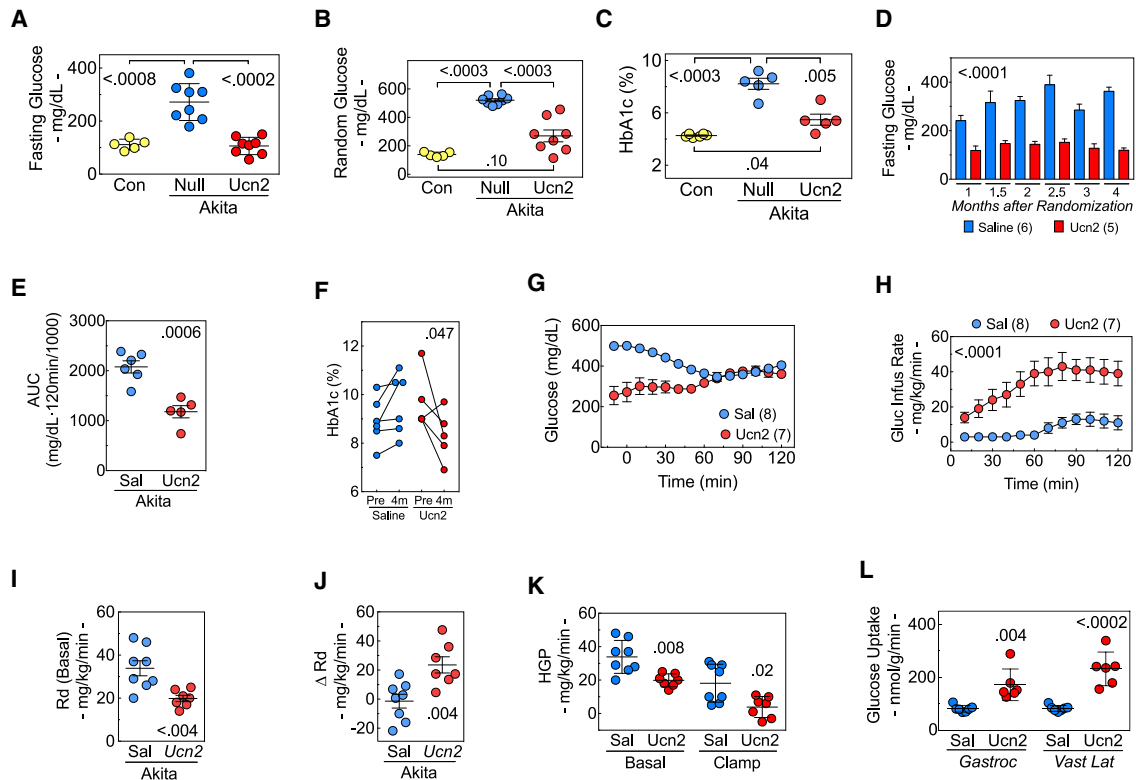 A
Fasting Glucose
- mg/dL -
400
200
0
<.0008
<.0002
Con
Null
Ucn2
Akita
B
Random Glucose
- mg/dL -
600
400
200
0
<.0003
<.0003
.10
Con
Null
Ucn2
Akita
C
HbA1c (%)
10
8
6
4
2
<.0003
.005
.04
Con
Null
Ucn2
Akita
D
Fasting Glucose
- mg/dL -
450
300
150
0
<.0001
1
1.5
2
2.5
3
4
Months after Randomization
Saline (6)
Ucn2 (5)
E
AUC
(mg/dL·120min/1000)
3000
2000
1000
0
.0006
Sal
Ucn2
Akita
F
HbA1c (%)
12
10
8
6
.047
Pre 4m
Pre 4m
Saline
Ucn2
G
Glucose (mg/dL)
600
400
200
0
Sal (8)
Ucn2 (7)
0
30
60
90
120
Time (min)
H
Sal (8)
Ucn2 (7)
Gluc Infus Rate
- mg/kg/min -
60
40
20
0
<.0001
0
30
60
90
120
Time (min)
I
Rd (Basal)
- mg/kg/min -
60
40
20
0
<.004
Sal
Ucn2
Akita
J
Δ Rd
- mg/kg/min -
60
40
20
0
-20
.004
Sal
Ucn2
Akita
K
HGP
- mg/kg/min -
60
40
20
0
.008
.02
Sal
Ucn2
Sal
Ucn2
Basal
Clamp
L
Glucose Uptake
- nmol/g/min -
400
200
0
.004
<.0002
Sal
Ucn2
Sal
Ucn2
Gastroc
Vast Lat